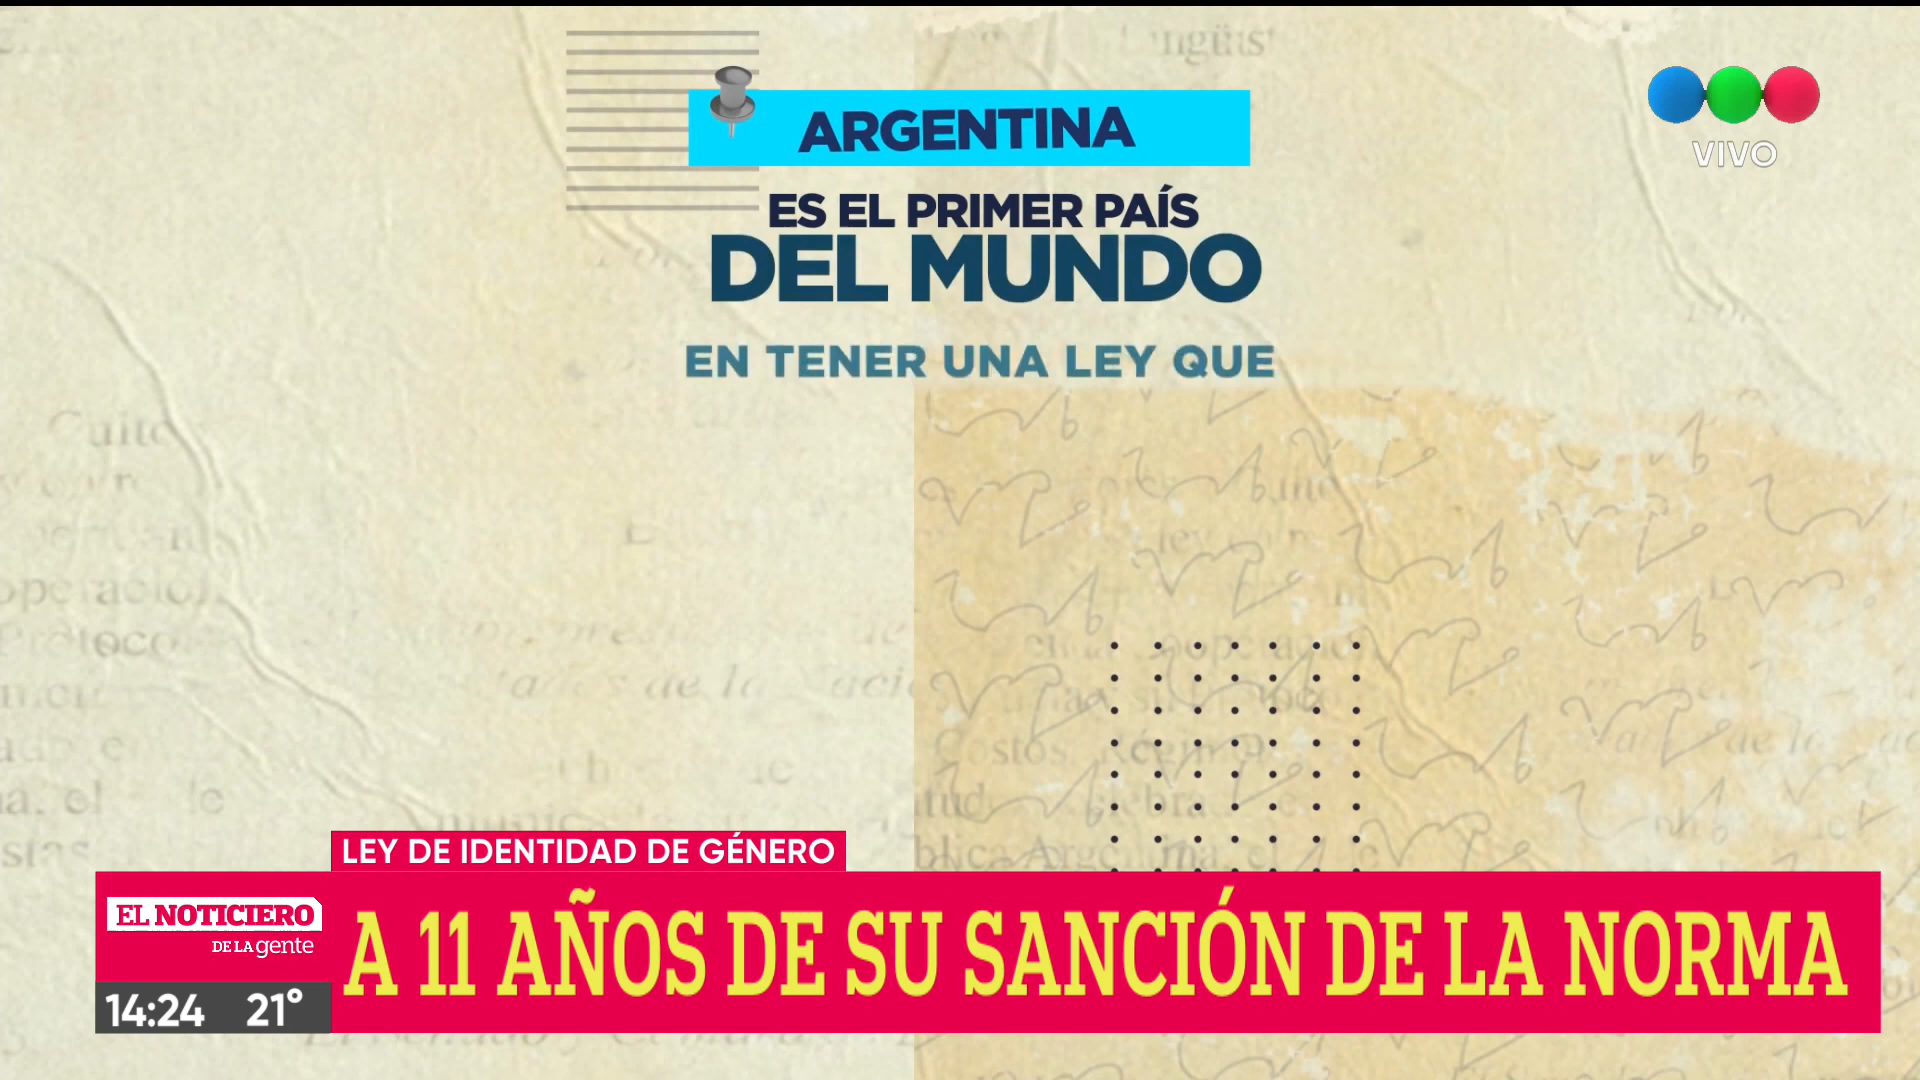 ARGENTINA
VIVO
ES EL PRIMER PAÍS
DEL MUNDO
EN TENER UNA LEY QUE
LEY DE IDENTIDAD DE GÉNERO
EL NOTICIERO
DE LA gente
A 11 AÑOS DE SU SANCIÓN DE LA NORMA
14:24 21°